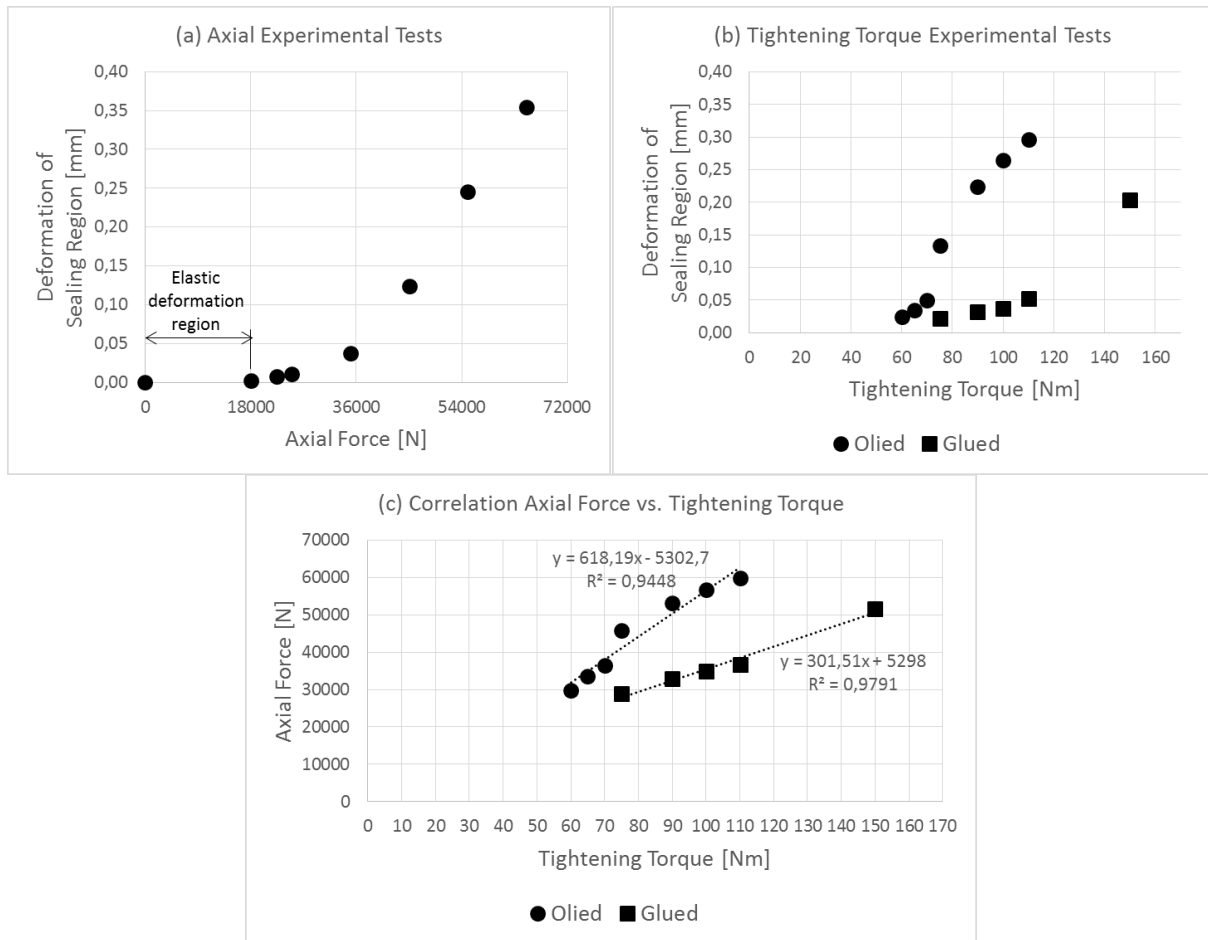 (a) Axial Experimental Tests
0,40
0,35
0,30
0,25
0,20
0,15
0,10
0,05
0,00
Deformation of
Sealing Region [mm]
Elastic
deformation
region
0 18000 36000 54000 72000
Axial Force [N]
(b) Tightening Torque Experimental Tests
0,40
0,35
0,30
0,25
0,20
0,15
0,10
0,05
0,00
Deformation of
Sealing Region [mm]
0 20 40 60 80 100 120 140 160
Tightening Torque [Nm]
Olied Glued
(c) Correlation Axial Force vs. Tightening Torque
70000
60000
50000
40000
30000
20000
10000
0
Axial Force [N]
y = 618,19x - 5302,7
R² = 0,9448
y = 301,51x + 5298
R² = 0,9791
0 10 20 30 40 50 60 70 80 90 100 110 120 130 140 150 160 170
Tightening Torque [Nm]
Olied Glued